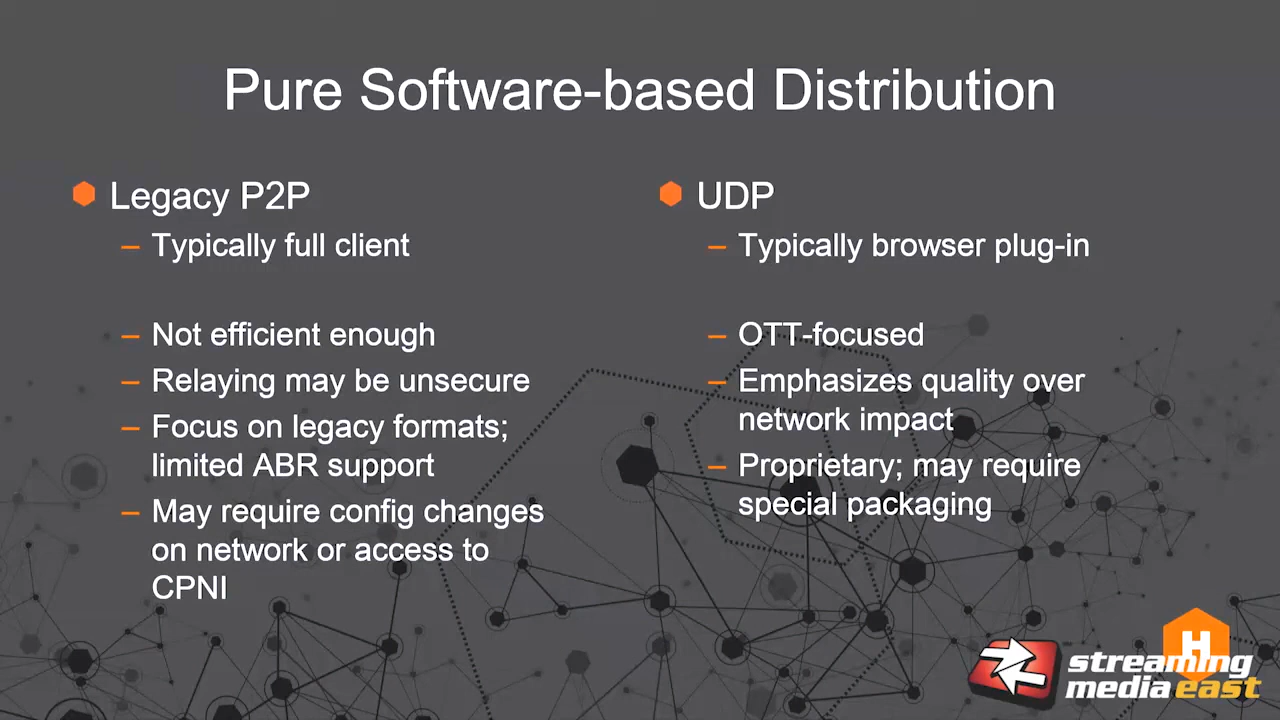 Pure Software-based Distribution
Legacy P2P
– Typically full client
– Not efficient enough
– Relaying may be unsecure
– Focus on legacy formats;
limited ABR support
– May require config changes
on network or access to
CPNI
UDP
– Typically browser plug-in
– OTT-focused
– Emphasizes quality over
network impact
– Proprietary; may require
special packaging
H
streaming
media east